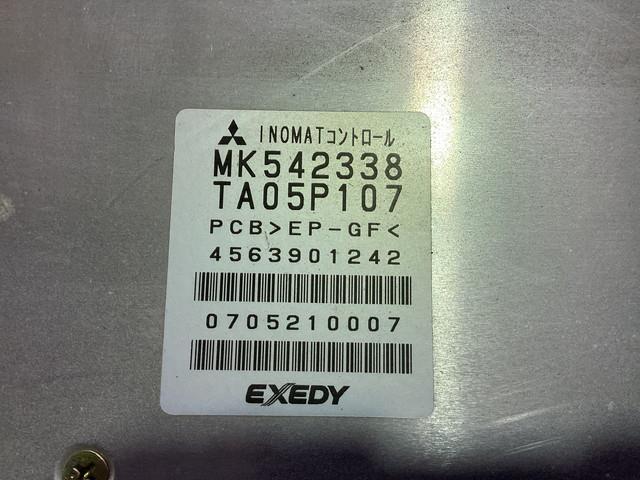 INOMATコントロール
MK542338
TA05P107
PCB>EP-GF<
4563901242
0705210007
EXEDY